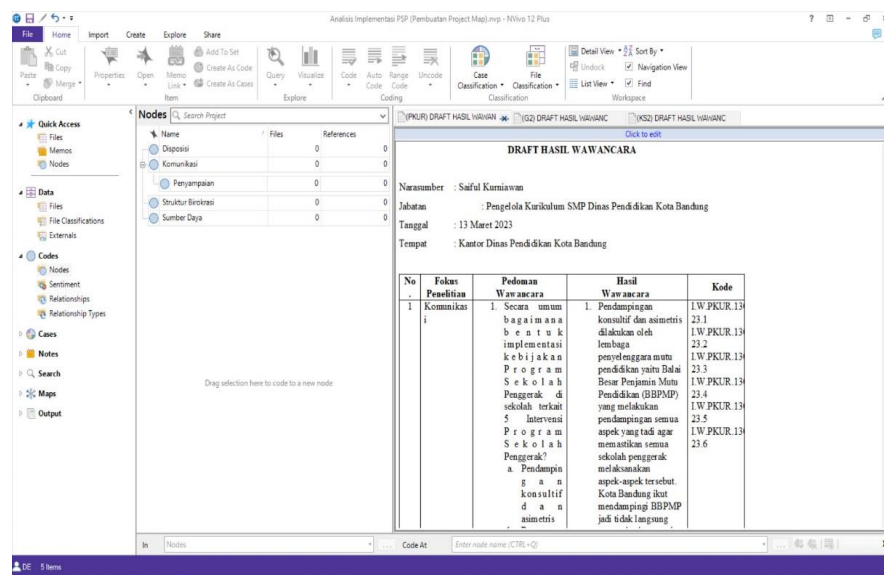 Analisis Implementasi PSP (Pembuatan Project Map).nvp - NVivo 12 Plus
File Home Import Create Explore Share
Paste
Cut
Copy
Merge
Clipboard
Properties
Open
Memo Link
Add To Set
Create As Code
Create As Cases
Item
Query
Visualize
Explore
Code
Auto Code
Range Code
Uncode
Coding
Case Classification
File Classification
Classification
Detail View
Sort By
Undock
Navigation View
List View
Find
Workspace
Quick Access
Files
Memos
Nodes
Data
Files
File Classifications
Externals
Codes
Nodes
Sentiment
Relationships
Relationship Types
Cases
Notes
Search
Maps
Output
Nodes
Search Project
Name Files References
Disposisi 0 0
Komunikasi 0 0
Penyampaian 0 0
Struktur Birokrasi 0 0
Sumber Daya 0 0
Drag selection here to code to a new node
In Nodes
(PKUR) DRAFT HASIL WAWAN (G2) DRAFT HASIL WAWANC (KS2) DRAFT HASIL WAWANC
Click to edit
DRAFT HASIL WAWANCARA
Narasumber : Saiful Kurniawan
Jabatan : Pengelola Kurikulum SMP Dinas Pendidikan Kota Bandung
Tanggal : 13 Maret 2023
Tempat : Kantor Dinas Pendidikan Kota Bandung
No . Fokus Penelitian Pedoman Wawancara Hasil Wawancara Kode
1 Komunikas 1. Secara umum 1. Pendampingan I.W.PKUR.130
i bagaimana konsultif dan asimetris 23.1
bentuk dilakukan oleh I.W.PKUR.130
implementasi lembaga 23.2
kebijakan penyelenggara mutu I.W.PKUR.130
Program pendidikan yaitu Balai 23.3
Sekolah Besar Penjamin Mutu I.W.PKUR.130
Penggerak di Pendidikan (BBPMP) 23.4
sekolah terkait yang melakukan I.W.PKUR.130
5 Intervensi pendampingan semua 23.5
Program aspek yang tadi agar I.W.PKUR.130
Sekolah memastikan semua 23.6
Penggerak? sekolah penggerak
a. Pendampin melaksanakan
g a n aspek-aspek tersebut.
konsultif Kota Bandung ikut
d a n mendampingi BBPMP
asimetris jadi tidak langsung
Code At Enter node name (CTRL+Q)
DE 5 Items